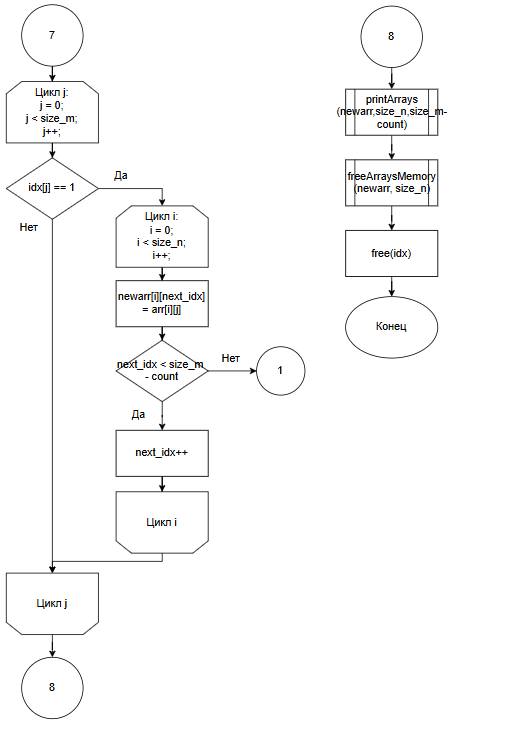 7
Цикл j:
j = 0;
j < size_m;
j++;
idx[j] == 1
Да
Нет
Цикл i:
i = 0;
i < size_n;
i++;
newarr[i][next_idx]
= arr[i][j]
next_idx < size_m
- count
Нет
1
Да
next_idx++
Цикл i
Цикл j
8
8
printArrays
(newarr,size_n,size_m-
count)
freeArraysMemory
(newarr, size_n)
free(idx)
Конец